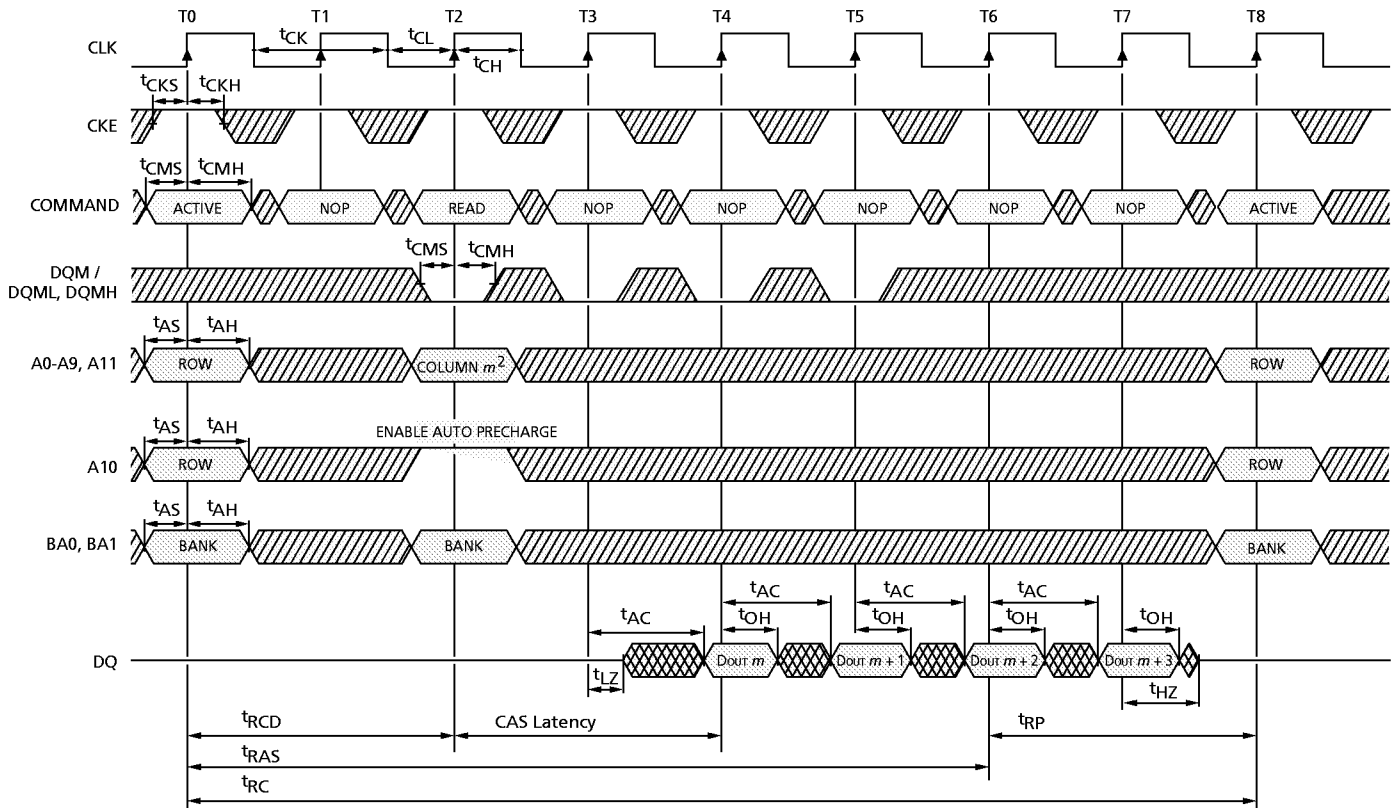 T0 T1 T2 T3 T4 T5 T6 T7 T8
CLK
tCK tCL
tCH
tCKS tCKH
CKE
tCMS tCMH
COMMAND ACTIVE NOP READ NOP NOP NOP NOP NOP ACTIVE
tCMS tCMH
DQM /
DQML, DQMH
tAS tAH
A0-A9, A11 ROW COLUMN m2 ROW
ENABLE AUTO PRECHARGE
tAS tAH
A10 ROW ROW
tAS tAH
BA0, BA1 BANK BANK BANK
tAC tAC tAC
tAC tOH tOH tOH tOH
DQ DOUT m DOUT m + 1 DOUT m + 2 DOUT m + 3
tLZ tHZ
tRCD CAS Latency tRP
tRAS
tRC